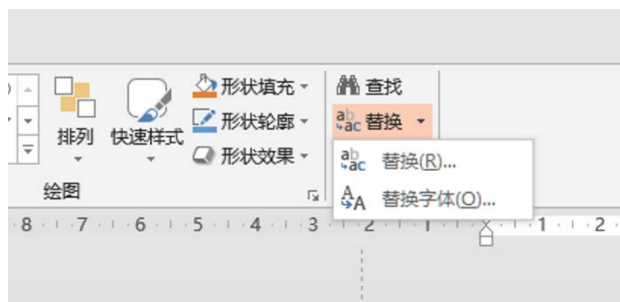 排列
快速样式
形状填充
形状轮廓
形状效果
查找
替换
替换(R)...
替换字体(O)...
绘图
8 7 6 5 4 3 2 1 1 2